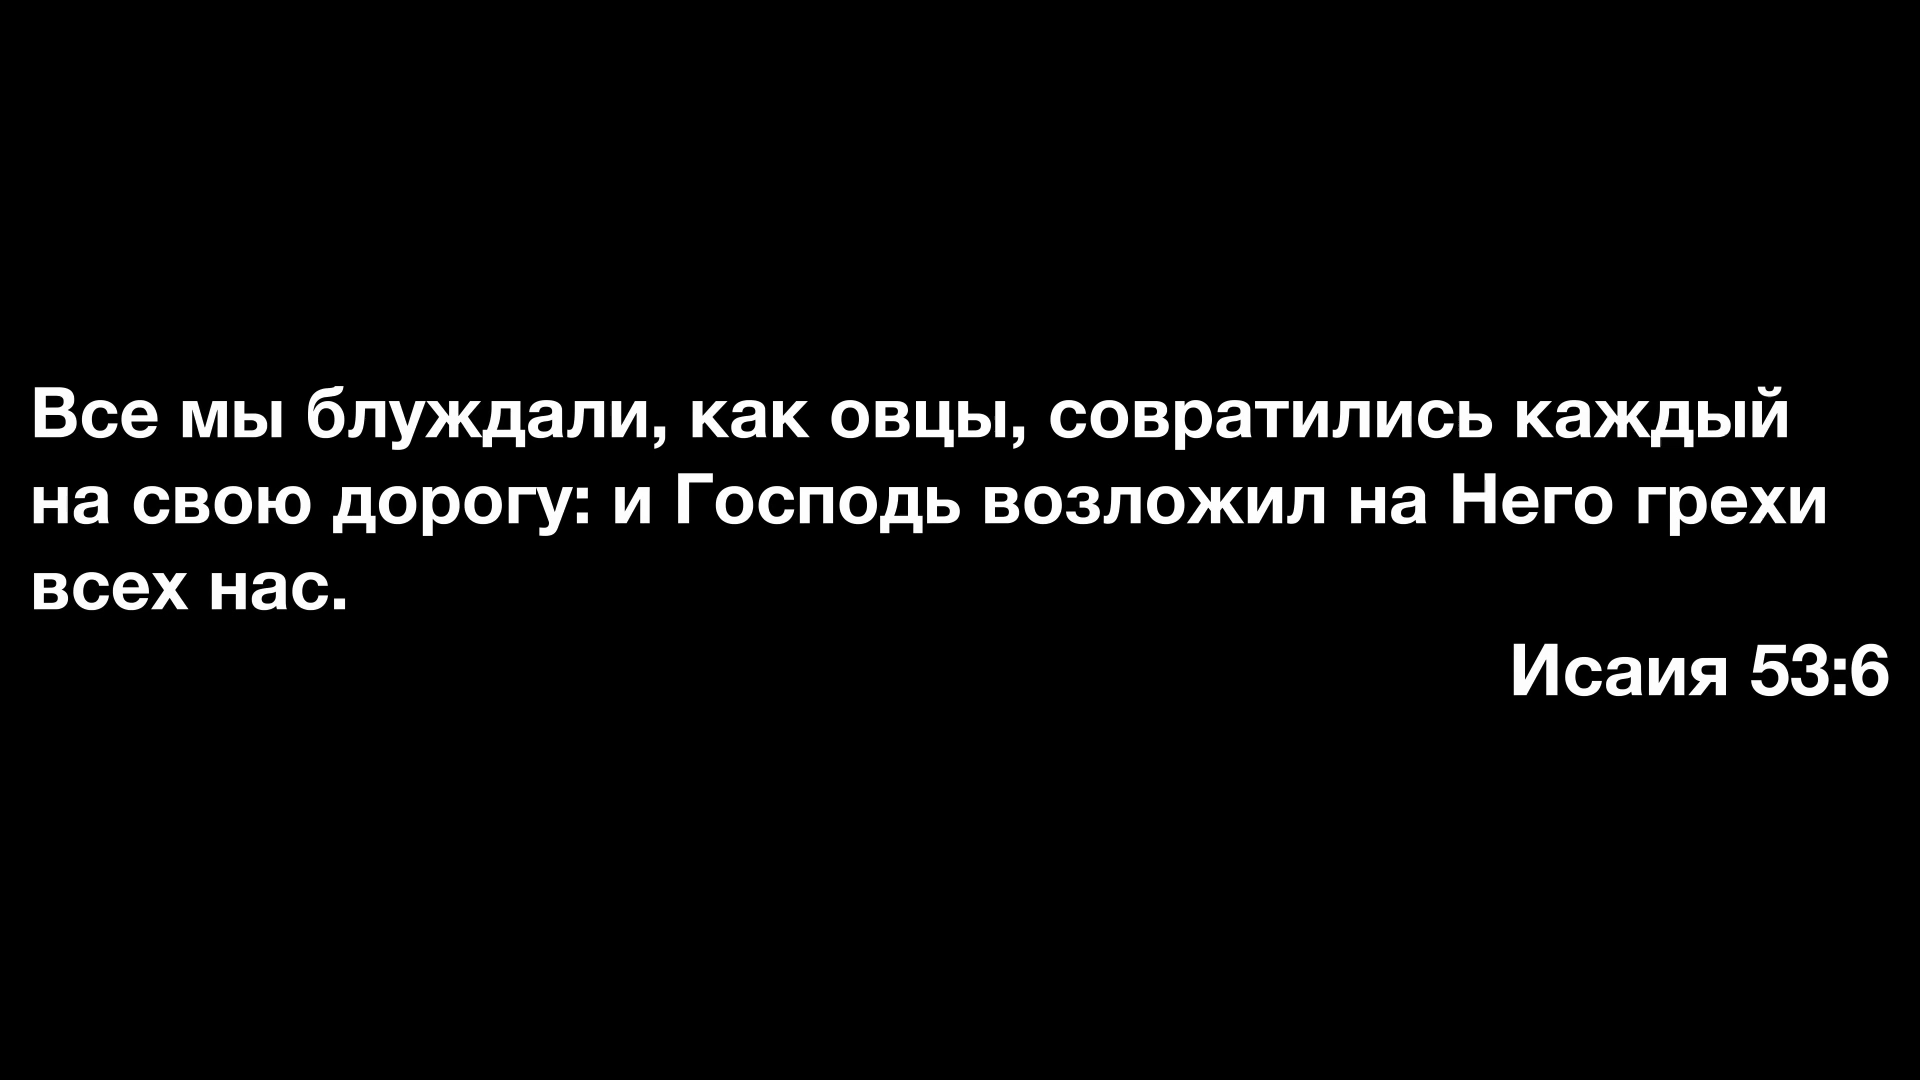 Все мы блуждали, как овцы, совратились каждый
на свою дорогу: и Господь возложил на Него грехи
всех нас.
Исаия 53:6